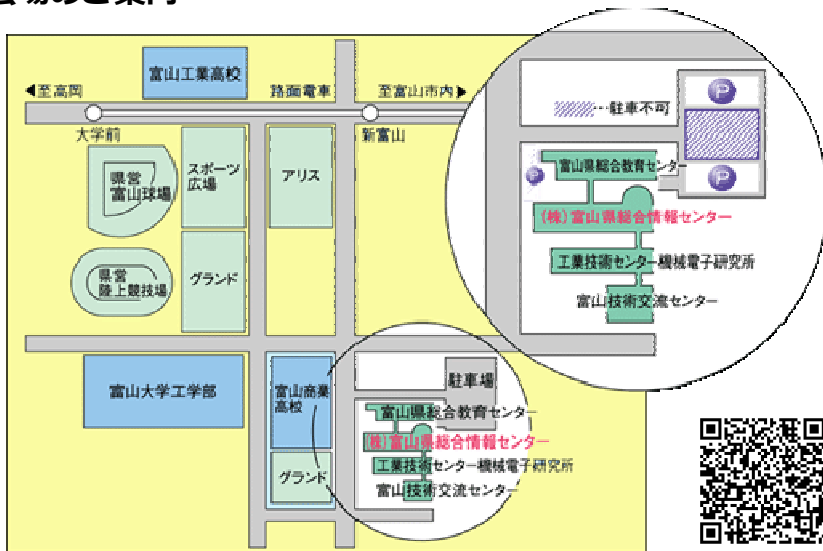 会場のご案内
富山工業高校
◀至高岡
路面電車
至富山市内▶
大学前
新富山
県営
富山球場
スポーツ
広場
アリス
県営
陸上競技場
グランド
富山大学工学部
富山商業
高校
グランド
駐車場
富山県総合教育センター
(株)富山県総合情報センター
工業技術センター機械電子研究所
富山技術交流センター
P
…駐車不可
P
P
富山県総合教育センター
(株)富山県総合情報センター
工業技術センター機械電子研究所
富山技術交流センター